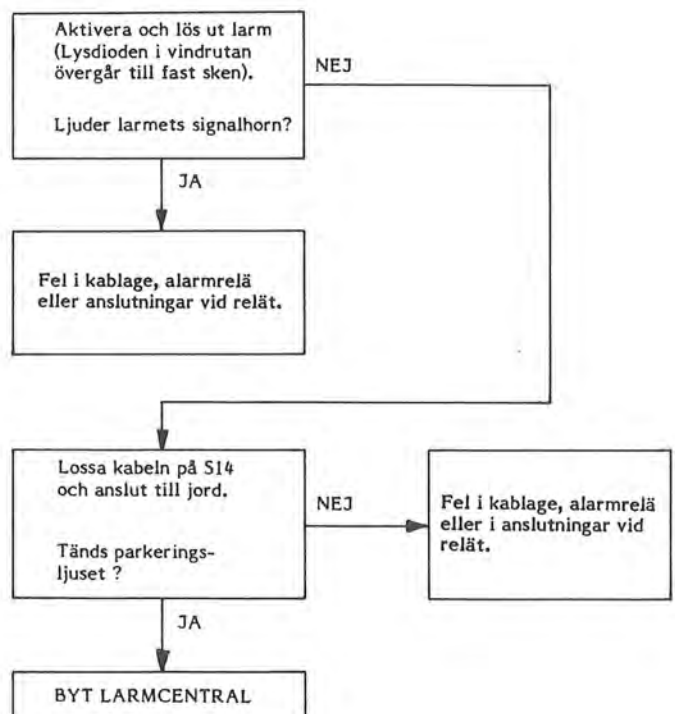 Aktivera och lös ut larm
(Lysdioden i vindrutan
övergår till fast sken).
Ljuder larmets signalhorn?
NEJ
JA
Fel i kablage, alarmrelä
eller anslutningar vid relät.
Lossa kabeln på S14
och anslut till jord.
Tänds parkerings-
ljuset ?
NEJ
Fel i kablage, alarmrelä
eller i anslutningar vid
relät.
JA
BYT LARMCENTRAL